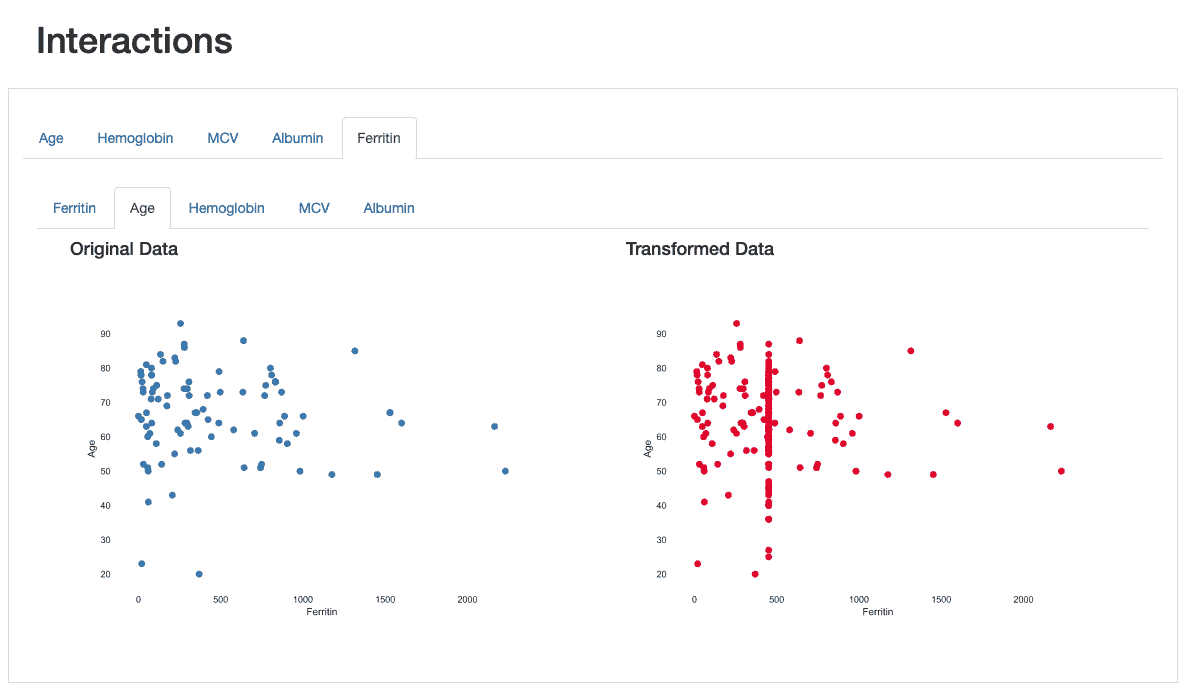 Interactions
Age Hemoglobin MCV Albumin Ferritin
Ferritin Age Hemoglobin MCV Albumin
Original Data Transformed Data
90 90
80 80
70 70
60 60
Age Age
50 50
40 40
30 30
20 20
0 500 1000 1500 2000 0 500 1000 1500 2000
Ferritin Ferritin